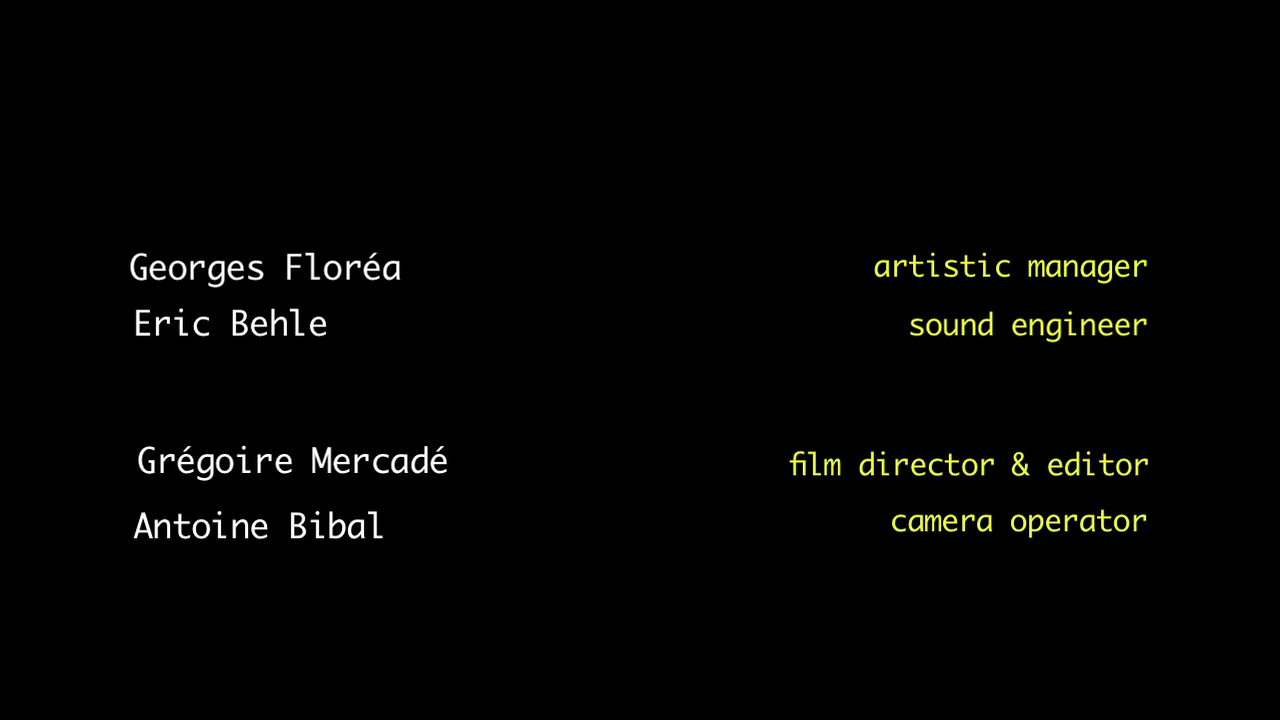 Georges Floréa artistic manager
Eric Behle sound engineer
Grégoire Mercadé film director & editor
Antoine Bibal camera operator